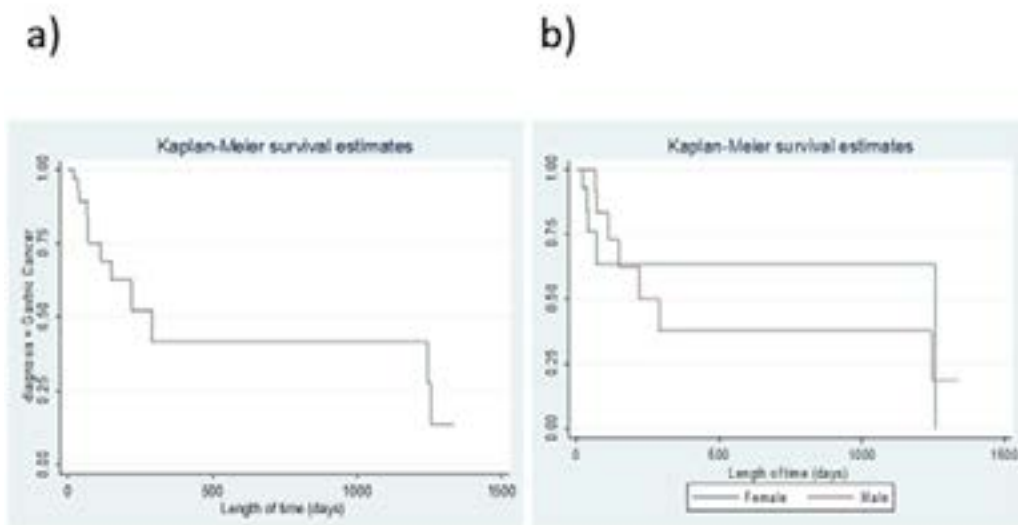 a)
Kaplan-Meier survival estimates
diagnosis = Gastric Cancer
1.00
0.75
0.50
0.25
0.00
0 500 1000 1500
Length of time (days)
b)
Kaplan-Meier survival estimates
1.00
0.75
0.50
0.25
0.00
0 500 1000 1500
Length of time (days)
Female Male